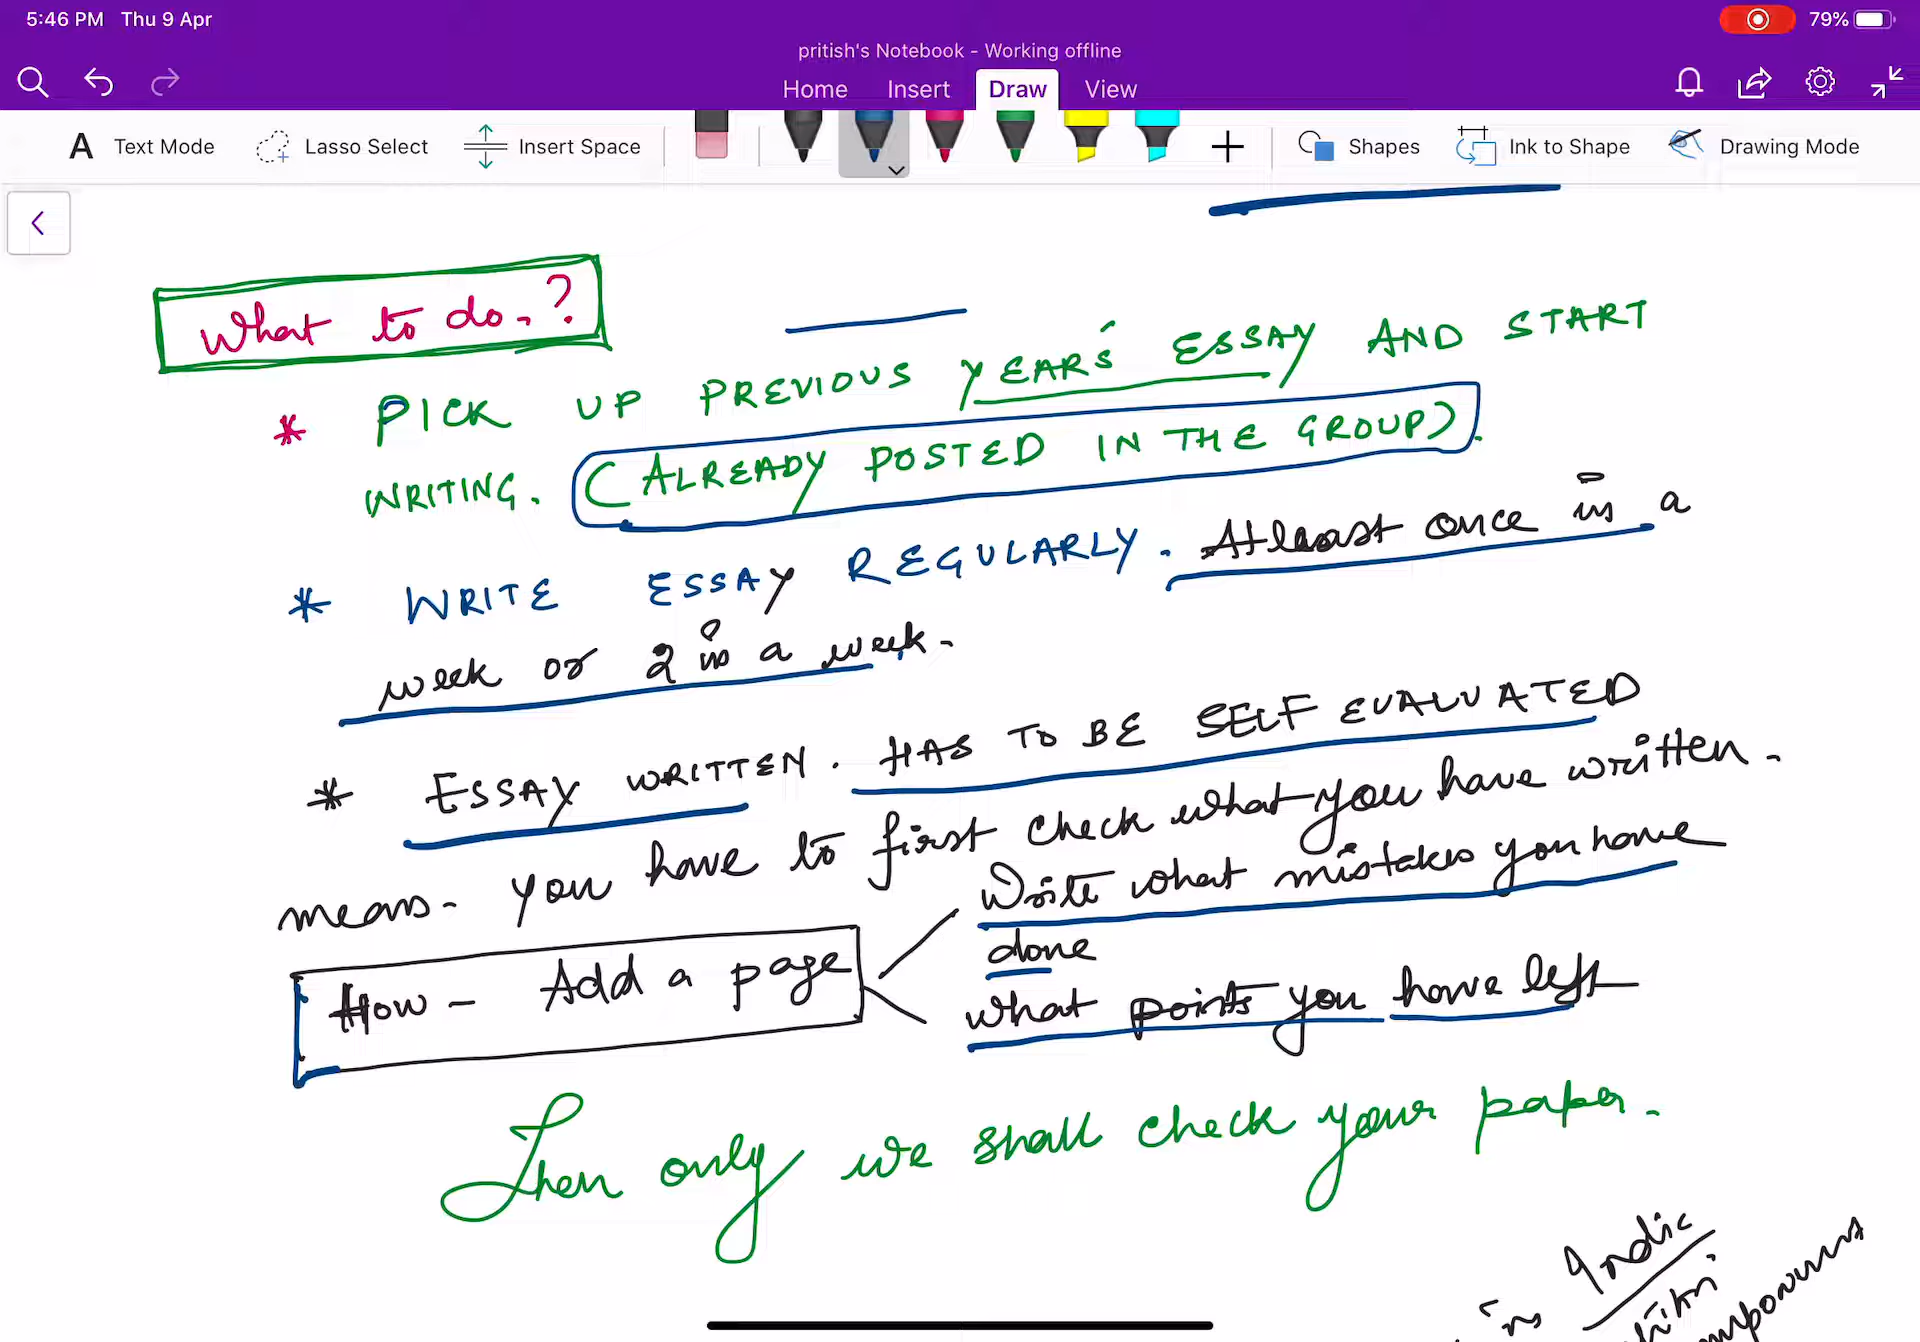 5:46 PM Thu 9 Apr
79%
pritish's Notebook - Working offline
Home Insert Draw View
A Text Mode Lasso Select Insert Space Shapes Ink to Shape Drawing Mode
What to do.?
* PICK UP PREVIOUS YEAR'S ESSAY AND START
WRITING. (ALREADY POSTED IN THE GROUP).
* WRITE ESSAY REGULARLY. Atleast once in a
week or 2 in a week.
* ESSAY WRITTEN. HAS TO BE SELF EVALUATED
means- you have to first check what you have written.
Write what mistakes you have
done
How - Add a page
what points you have left
Then only we shall check your paper.
in Indic